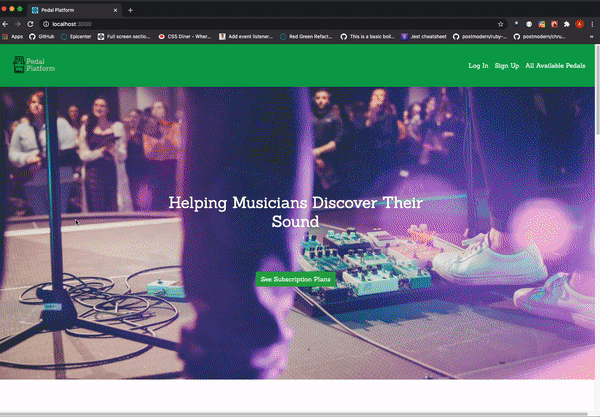 Pedal Platform
localhost:3000
Apps
GitHub
Epicenter
Full screen sectio...
CSS Diner - Wher...
Add event listener...
Red Green Refact...
This is a basic boil...
Jest cheatsheet
postmodern/ruby-...
postmodern/chru...
Pedal
Platform
Log In
Sign Up
All Available Pedals
Helping Musicians Discover Their
Sound
See Subscription Plans